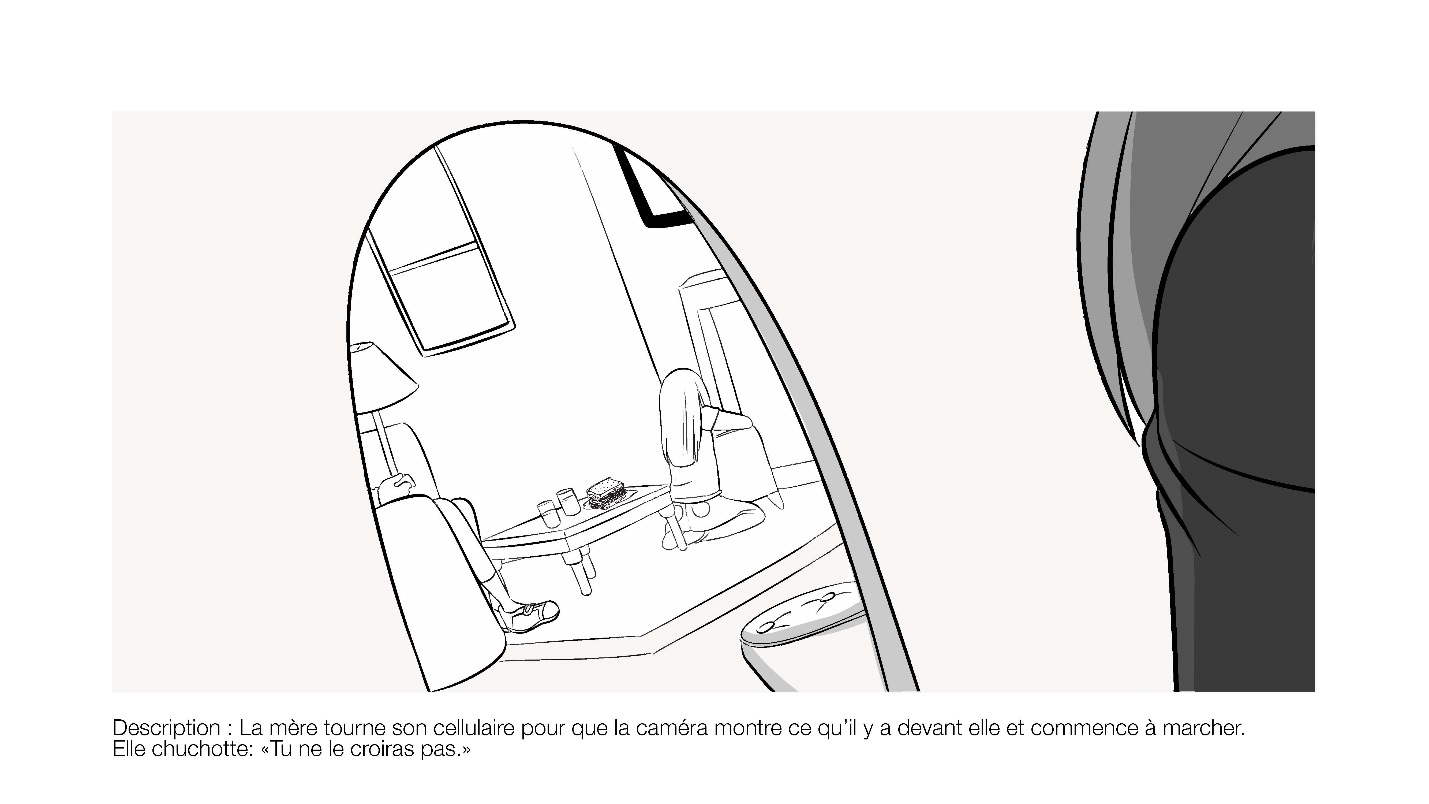 Description : La mère tourne son cellulaire pour que la caméra montre ce qu'il y a devant elle et commence à marcher.
Elle chuchotte: «Tu ne le croiras pas.»